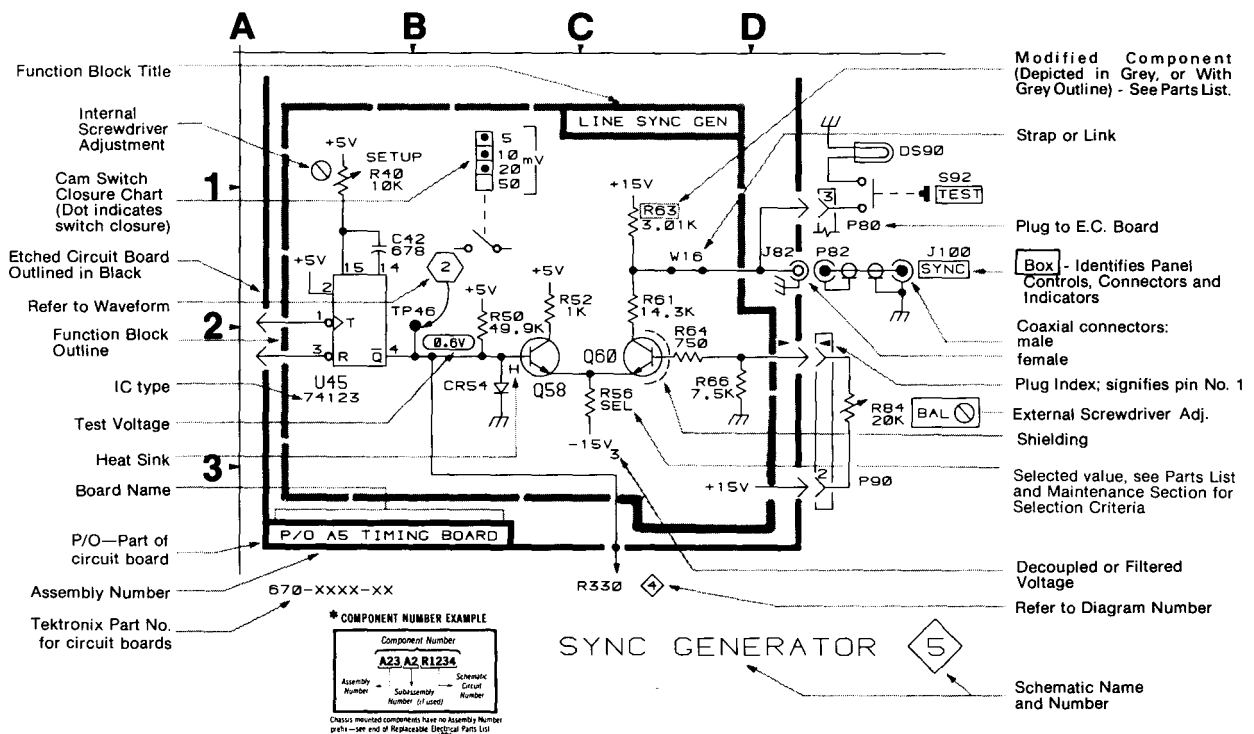 A
B
C
D
Function Block Title
Internal
Screwdriver
Adjustment
1
Cam Switch
Closure Chart
(Dot indicates
switch closure)
Etched Circuit Board
Outlined in Black
Refer to Waveform
2
Function Block
Outline
IC type
Test Voltage
Heat Sink
3
Board Name
P/O—Part of
circuit board
Assembly Number
Tektronix Part No.
for circuit boards
LINE SYNC GEN
+5V
SETUP
R40
10K
5
10
20
50
mV
C42
678
+5V
15
14
2
2
1
T
3
R
Q
4
U45
74123
TP46
0.6V
+5V
R50
49.9K
CR54
H
+5V
R52
1K
Q58
Q60
+15V
R63
3.01K
W16
R61
14.3K
R64
750
R66
7.5K
R56
SEL
-15V
3
+15V
DS90
S92
TEST
3
P80
J82
P82
J100
SYNC
R84
20K
BAL
2
P90
P/O A5 TIMING BOARD
670-XXXX-XX
R330
4
Modified Component
(Depicted in Grey, or With
Grey Outline) - See Parts List.
Strap or Link
Plug to E.C. Board
Box - Identifies Panel
Controls, Connectors and
Indicators
Coaxial connectors:
male
female
Plug Index; signifies pin No. 1
External Screwdriver Adj.
Shielding
Selected value, see Parts List
and Maintenance Section for
Selection Criteria
Decoupled or Filtered
Voltage
Refer to Diagram Number
Schematic Name
and Number
* COMPONENT NUMBER EXAMPLE
Component Number
A23 A2 R1234
Assembly
Number
Subassembly
Number (if used)
Schematic
Circuit
Number
Chassis mounted components have no Assembly Number
prefix—see end of Replaceable Electrical Parts List
SYNC GENERATOR
5